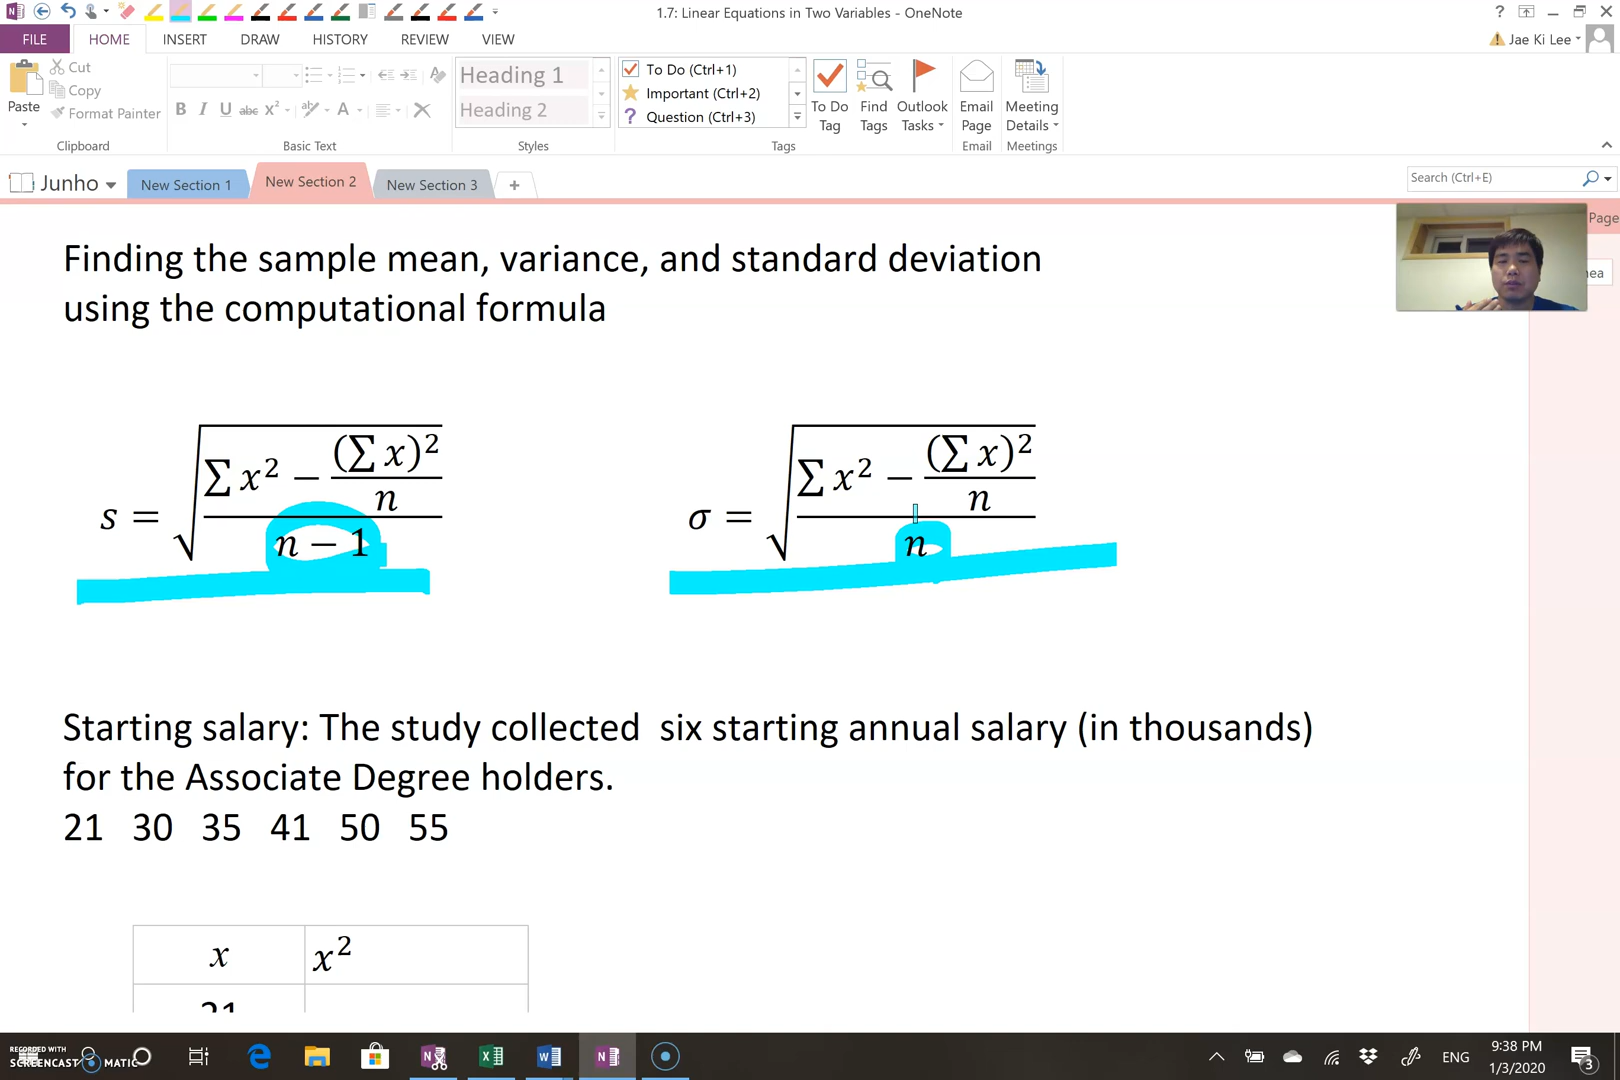 1.7: Linear Equations in Two Variables - OneNote
?
FILE HOME INSERT DRAW HISTORY REVIEW VIEW
Jae Ki Lee
Paste
Cut
Copy
Format Painter
Clipboard
B I U abc X² A
Basic Text
Heading 1
Heading 2
Styles
To Do (Ctrl+1)
Important (Ctrl+2)
? Question (Ctrl+3)
To Do Tag
Find Tags
Outlook Tasks
Tags
Email Page
Email
Meeting Details
Meetings
Junho New Section 1 New Section 2 New Section 3 +
Search (Ctrl+E)
Page
Finding the sample mean, variance, and standard deviation
using the computational formula
s = √((∑x² − (∑x)²/n)/(n − 1)) σ = √((∑x² − (∑x)²/n)/n)
Starting salary: The study collected six starting annual salary (in thousands)
for the Associate Degree holders.
21 30 35 41 50 55
x x²
21
RECORDED WITH
SCREENCAST MATIC
ENG
9:38 PM
1/3/2020
3